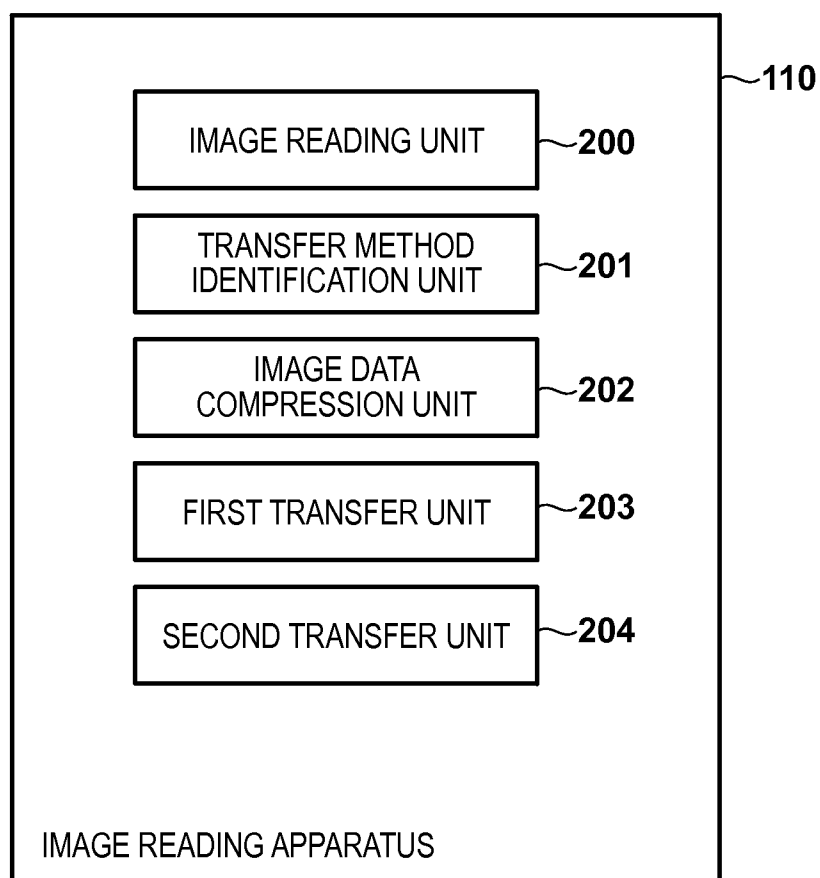 110
IMAGE READING UNIT 200
TRANSFER METHOD
IDENTIFICATION UNIT 201
IMAGE DATA
COMPRESSION UNIT 202
FIRST TRANSFER UNIT 203
SECOND TRANSFER UNIT 204
IMAGE READING APPARATUS